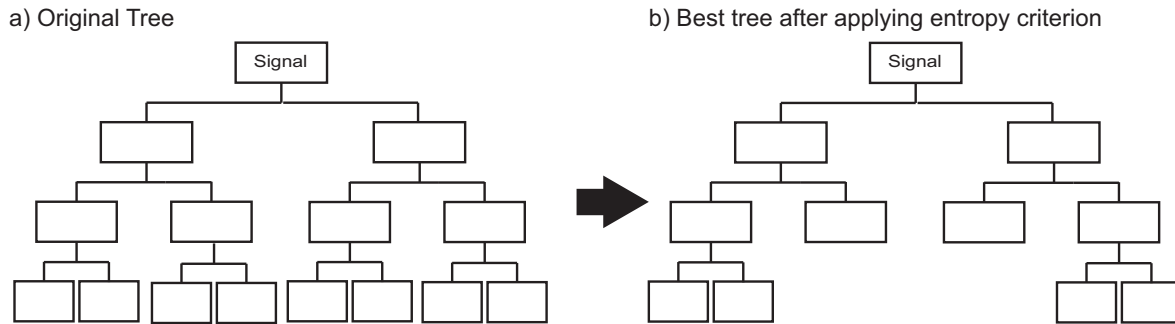 a) Original Tree
b) Best tree after applying entropy criterion
Signal
Signal